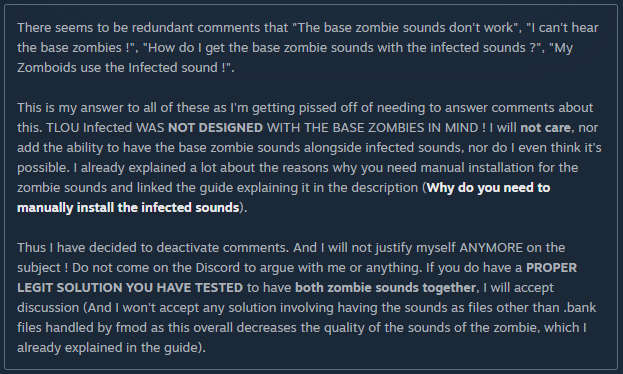 There seems to be redundant comments that "The base zombie sounds don't work", "I can't hear
the base zombies !", "How do I get the base zombie sounds with the infected sounds ?", "My
Zomboids use the Infected sound !".
This is my answer to all of these as I'm getting pissed off of needing to answer comments about
this. TLOU Infected WAS NOT DESIGNED WITH THE BASE ZOMBIES IN MIND ! I will not care, nor
add the ability to have the base zombie sounds alongside infected sounds, nor do I even think it's
possible. I already explained a lot about the reasons why you need manual installation for the
zombie sounds and linked the guide explaining it in the description (Why do you need to
manually install the infected sounds).
Thus I have decided to deactivate comments. And I will not justify myself ANYMORE on the
subject ! Do not come on the Discord to argue with me or anything. If you do have a PROPER
LEGIT SOLUTION YOU HAVE TESTED to have both zombie sounds together, I will accept
discussion (And I won't accept any solution involving having the sounds as files other than .bank
files handled by fmod as this overall decreases the quality of the sounds of the zombie, which I
already explained in the guide).